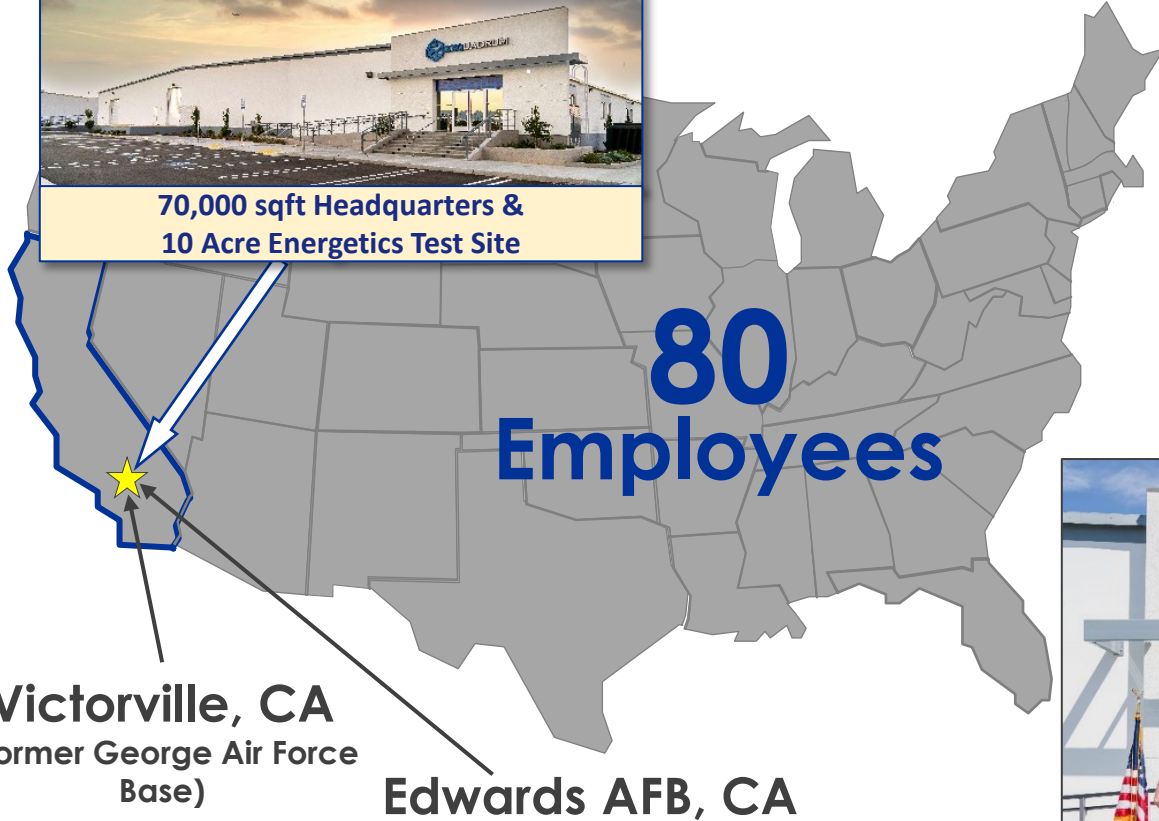 70,000 sqft Headquarters &
10 Acre Energetics Test Site
80
Employees
Victorville, CA
ormer George Air Force
Base)
Edwards AFB, CA